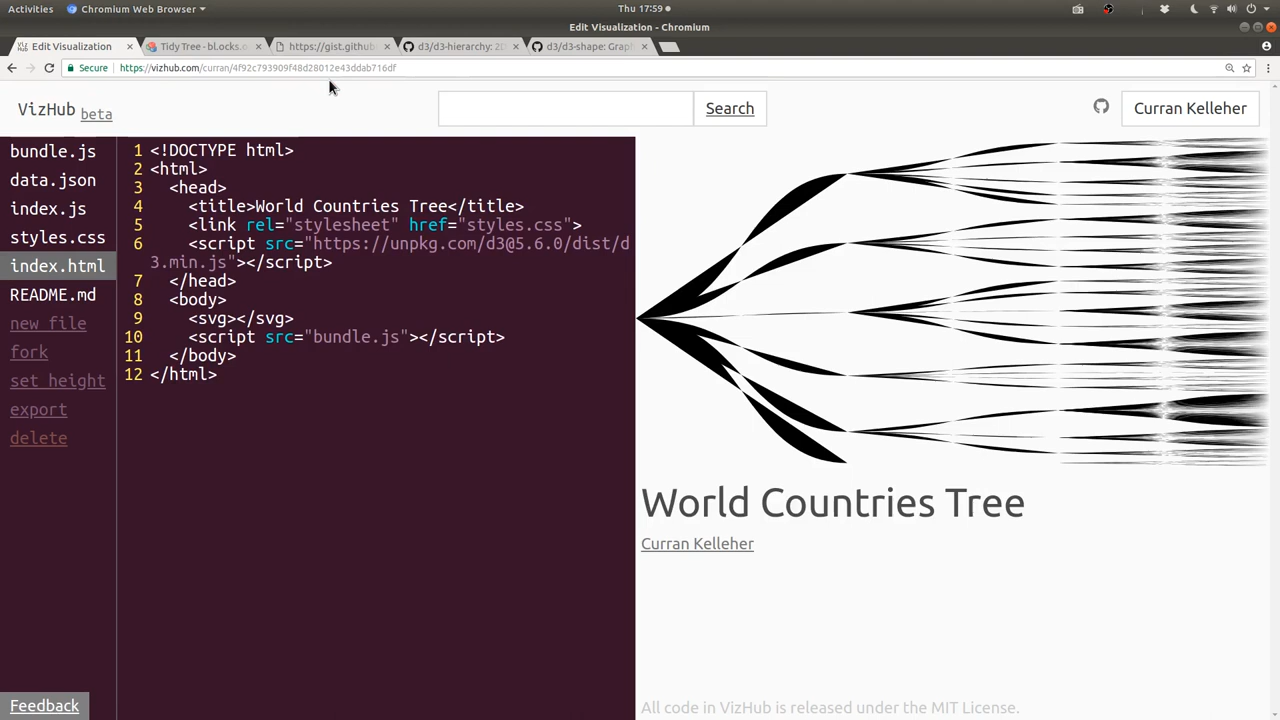 Activities Chromium Web Browser Thu 17:59
Edit Visualization - Chromium
Edit Visualization Tidy Tree - bl.ocks.o https://gist.github d3/d3-hierarchy: 2D d3/d3-shape: Grap
Secure https://vizhub.com/curran/4f92c793909f48d28012e43ddab716df
VizHub beta Search Curran Kelleher
bundle.js
data.json
index.js
styles.css
index.html
README.md
new file
fork
set height
export
delete
Feedback
1 <!DOCTYPE html>
2 <html>
3 <head>
4 <title>World Countries Tree</title>
5 <link rel="stylesheet" href="styles.css">
6 <script src="https://unpkg.com/d3@5.6.0/dist/d
3.min.js"></script>
7 </head>
8 <body>
9 <svg></svg>
10 <script src="bundle.js"></script>
11 </body>
12 </html>
World Countries Tree
Curran Kelleher
All code in VizHub is released under the MIT License.